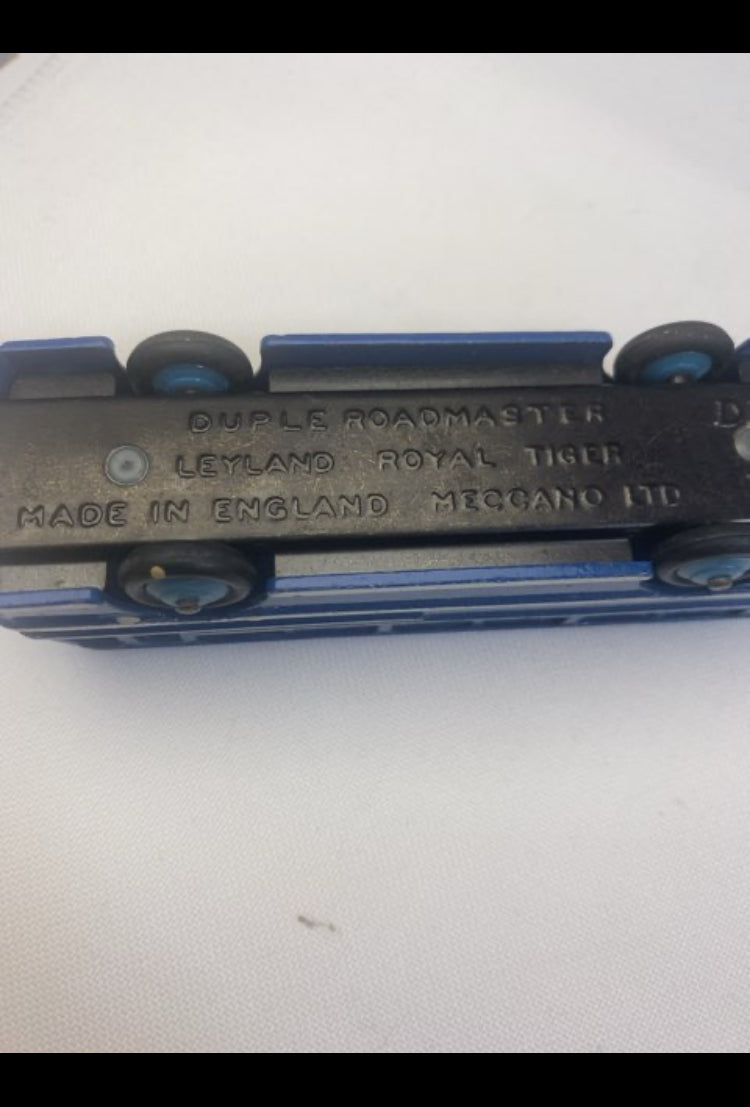 DUPLE ROADMASTER
LEYLAND ROYAL TIGER
MADE IN ENGLAND MECCANO LTD
D